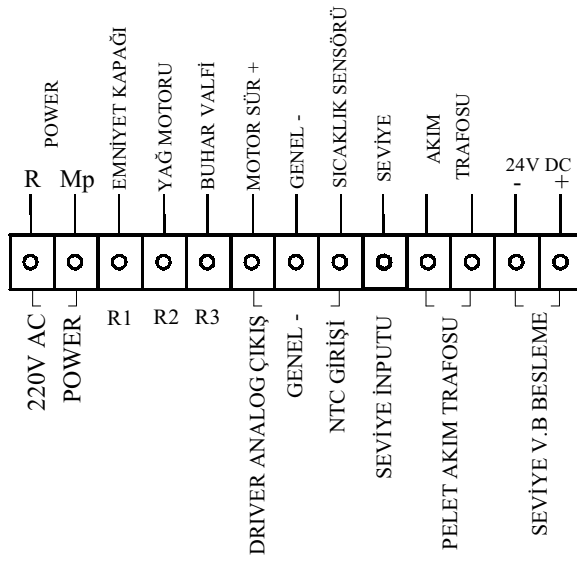 POWER
EMNİYET KAPAĞI
YAĞ MOTORU
BUHAR VALFİ
MOTOR SÜR +
GENEL -
SICAKLIK SENSÖRÜ
SEVİYE
AKIM
TRAFOSU
24V DC
R
Mp
-
+
220V AC
POWER
R1
R2
R3
DRIVER ANALOG ÇIKIŞ
GENEL -
NTC GİRİŞİ
SEVİYE İNPUTU
PELET AKIM TRAFOSU
SEVİYE V.B BESLEME